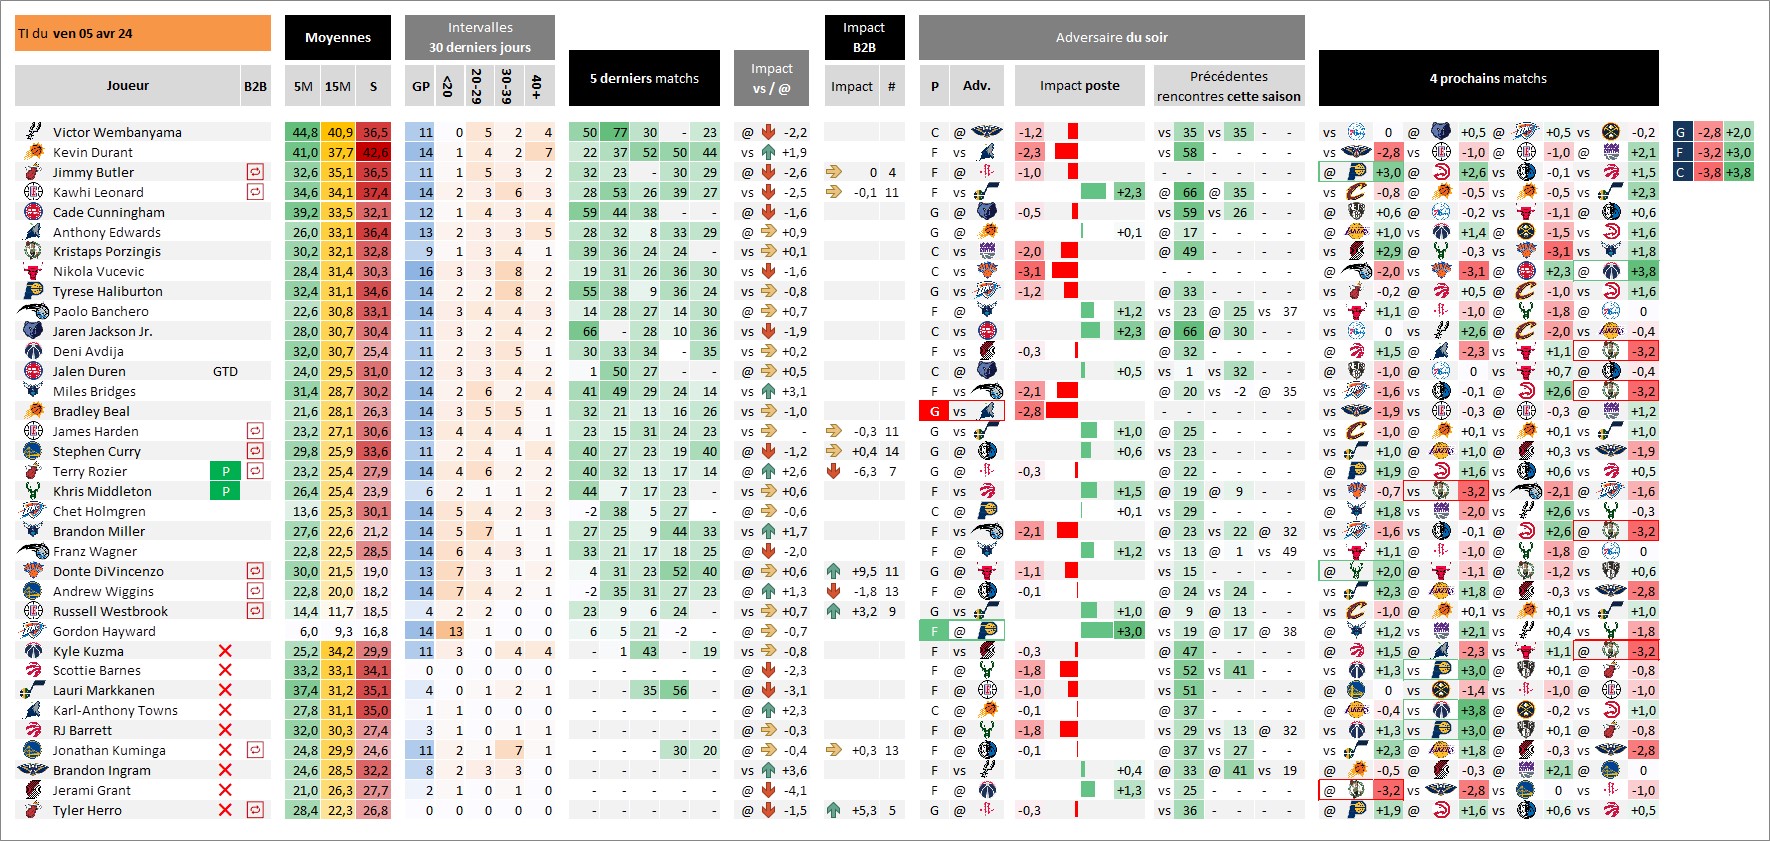 TI du ven 05 avr 24
Moyennes
Intervalles
30 derniers jours
5 derniers matchs
Impact
vs / @
Impact
B2B
Adversaire du soir
4 prochains matchs
Joueur B2B 5M 15M S GP <20 20-29 30-39 40+ Impact # P Adv. Impact poste Précédentes
rencontres cette saison
Victor Wembanyama 44,8 40,9 36,5 11 0 5 2 4 50 77 30 - 23 @ -2,2 C @ -1,2 vs 35 vs 35 - - vs 0 @ +0,5 @ +0,5 vs -0,2 G -2,8 +2,0
Kevin Durant 41,0 37,7 42,6 14 1 4 2 7 22 37 52 50 44 vs +1,9 F vs -2,3 vs 58 - - - - vs -2,8 @ -1,0 @ -1,0 @ +2,1 F -3,2 +3,0
Jimmy Butler 32,6 35,1 36,5 11 1 5 3 2 32 23 - 30 29 @ -2,6 0 4 F @ -1,0 - - - - - - @ +3,0 @ +2,6 vs -0,1 vs +1,5 C -3,8 +3,8
Kawhi Leonard 34,6 34,1 37,4 11 2 3 6 3 28 53 26 39 27 vs -2,5 -0,1 11 F vs +2,3 @ 66 @ 35 - - vs -0,8 @ -0,5 vs -0,5 vs +2,3
Cade Cunningham 39,2 33,5 32,1 12 1 4 3 4 59 44 38 - - @ -1,6 G @ -0,5 vs 59 vs 26 - - @ +0,6 @ -0,2 vs -1,1 @ +0,6
Anthony Edwards 26,0 33,1 36,4 13 2 3 3 5 28 32 8 33 29 @ +0,9 G @ +0,1 @ 17 - - - - @ +1,0 vs +1,4 @ -1,5 vs +1,6
Kristaps Porzingis 30,2 32,1 32,8 9 1 3 4 1 39 36 24 24 - vs +0,1 C vs -2,0 @ 49 - - - - vs +2,9 @ -0,3 vs -3,1 vs +1,8
Nikola Vucevic 28,4 31,4 30,3 16 3 3 8 2 19 31 26 36 30 vs -1,6 C vs -3,1 - - - - - - @ -2,0 vs -3,1 @ +2,3 @ +3,8
Tyrese Haliburton 32,4 31,1 34,6 14 2 2 8 2 55 38 9 36 24 vs -0,8 G vs -1,2 @ 33 - - - - vs -0,2 @ +0,5 @ -1,0 vs +1,6
Paolo Banchero 22,6 30,8 33,1 14 3 4 4 3 14 28 27 14 30 @ +0,7 F @ +1,2 vs 23 @ 25 vs 37 vs +1,1 @ -1,0 @ -1,8 @ 0
Jaren Jackson Jr. 28,0 30,7 30,4 11 3 2 4 2 66 - 28 10 36 vs -1,9 C vs +2,3 @ 66 @ 30 - - vs 0 vs +2,6 @ -2,0 vs -0,4
Deni Avdija 32,0 30,7 25,4 11 2 3 5 1 30 33 34 - 35 vs +0,2 F vs -0,3 @ 32 - - - - @ +1,5 @ -2,3 vs +1,1 @ -3,2
Jalen Duren GTD 24,0 29,5 31,0 12 3 3 4 2 1 50 27 - - @ +0,5 C @ +0,5 vs 1 vs 32 - - @ -1,0 @ 0 vs +0,7 @ -0,4
Miles Bridges 31,4 28,7 30,2 14 2 6 2 4 41 49 29 24 14 vs +3,1 F vs -2,1 @ 20 vs -2 @ 35 vs -1,6 vs -0,1 @ +2,6 @ -3,2
Bradley Beal 21,6 28,1 26,3 14 3 5 5 1 32 21 13 16 26 vs -1,0 G vs -2,8 - - - - - - vs -1,9 @ -0,3 @ -0,3 @ +1,2
James Harden 23,2 27,1 30,6 13 4 4 4 1 23 15 31 24 23 vs - -0,3 11 G vs +1,0 @ 25 - - - - vs -1,0 @ +0,1 vs +0,1 vs +1,0
Stephen Curry 29,8 25,9 33,6 11 2 4 1 4 40 27 23 19 40 @ -1,2 +0,4 14 G @ +0,6 @ 23 - - - - vs +1,0 @ +1,0 @ -0,3 vs -1,9
Terry Rozier P 23,2 25,4 27,9 14 4 6 2 2 40 32 13 17 14 @ +2,6 -6,3 7 G @ -0,3 @ 22 - - - - @ +1,9 @ +1,6 vs +0,6 vs +0,5
Khris Middleton P 26,4 25,4 23,9 6 2 1 1 2 44 7 17 23 - vs +0,6 F vs +1,5 @ 19 @ 9 - - vs -0,7 vs -3,2 vs -2,1 @ -1,6
Chet Holmgren 13,6 25,3 30,1 14 5 4 2 3 -2 38 5 27 - @ -0,6 C @ +0,1 vs 29 - - - - @ +1,8 vs -2,0 vs +2,6 vs -0,3
Brandon Miller 27,6 22,6 21,2 14 5 7 1 1 27 25 9 44 33 vs +1,7 F vs -2,1 @ 23 vs 22 @ 32 vs -1,6 vs -0,1 @ +2,6 @ -3,2
Franz Wagner 22,8 22,5 28,5 14 6 4 3 1 33 21 17 18 25 @ -2,0 F @ +1,2 vs 13 @ 1 vs 49 vs +1,1 @ -1,0 @ -1,8 @ 0
Donte DiVincenzo 30,0 21,5 19,0 13 7 3 1 2 4 31 23 52 40 @ +0,6 +9,5 11 G @ -1,1 vs 15 - - - - @ +2,0 @ -1,1 @ -1,2 vs +0,6
Andrew Wiggins 22,8 20,0 18,2 14 7 4 2 1 -2 35 31 27 23 @ +1,3 -1,8 13 F @ -0,1 @ 24 vs 24 - - vs +2,3 @ +1,8 @ -0,3 vs -2,8
Russell Westbrook 14,4 11,7 18,5 4 2 2 0 0 23 9 6 24 - vs +0,7 +3,2 9 G vs +1,0 @ 9 @ 13 - - vs -1,0 @ +0,1 vs +0,1 vs +1,0
Gordon Hayward 6,0 9,3 16,8 14 13 1 0 0 6 5 21 -2 - @ -0,7 F @ +3,0 vs 19 @ 17 @ 38 @ +1,2 vs +2,1 vs +0,4 vs -1,8
Kyle Kuzma 25,2 34,2 29,9 11 3 0 4 4 - 1 43 - 19 vs -0,8 F vs -0,3 @ 47 - - - - @ +1,5 @ -2,3 vs +1,1 @ -3,2
Scottie Barnes 33,2 33,1 34,1 0 0 0 0 0 - - - - - @ -2,3 F @ -1,8 vs 52 vs 41 - - vs +1,3 vs +3,0 @ +0,1 @ -0,8
Lauri Markkanen 37,4 31,2 35,1 4 0 1 2 1 - - 35 56 - @ -3,1 F @ -1,0 vs 51 - - - - @ 0 vs -1,4 vs -1,0 @ -1,0
Karl-Anthony Towns 27,8 31,1 35,0 1 1 0 0 0 - - - - - @ +2,3 C @ -0,1 @ 37 - - - - @ -0,4 vs +3,8 @ -0,2 vs +1,0
RJ Barrett 32,0 30,3 27,4 3 1 0 1 1 - - - - - @ -0,3 F @ -1,8 vs 29 vs 13 @ 32 vs +1,3 vs +3,0 @ +0,1 @ -0,8
Jonathan Kuminga 24,8 29,9 24,6 11 2 1 7 1 - - - 30 20 @ -0,4 +0,3 13 F @ -0,1 @ 37 vs 27 - - vs +2,3 @ +1,8 @ -0,3 vs -2,8
Brandon Ingram 24,6 28,5 32,2 8 2 3 3 0 - - - - - vs +3,6 F vs +0,4 @ 33 @ 41 vs 19 @ -0,5 @ -0,3 @ +2,1 @ 0
Jerami Grant 21,0 26,3 27,7 2 1 0 1 0 - - - - - @ -4,1 F @ +1,3 vs 25 - - - - @ -3,2 vs -2,8 vs 0 vs -1,0
Tyler Herro 28,4 22,3 26,8 0 0 0 0 0 - - - - - @ -1,5 +5,3 5 G @ -0,3 vs 36 - - - - @ +1,9 @ +1,6 vs +0,6 vs +0,5